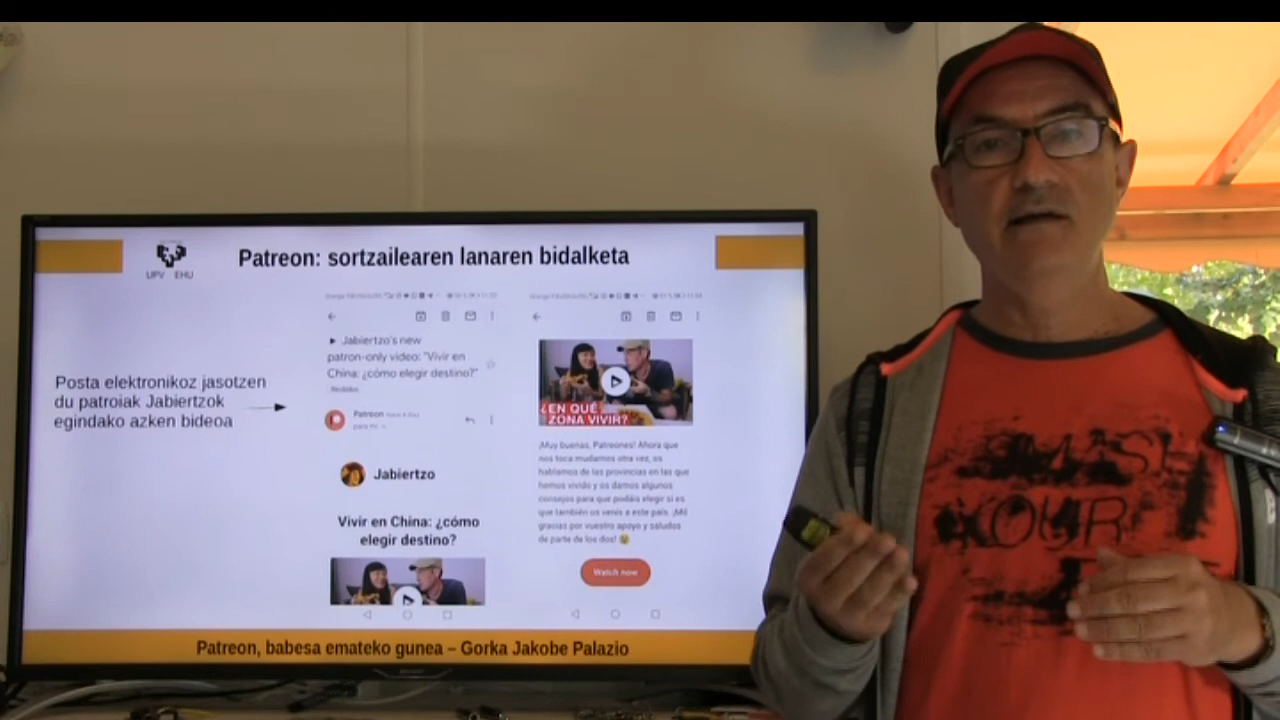 Patreon: sortzailearen lanaren bidalketa
UPV EHU
Posta elektronikoz jasotzen
du patroiak Jabiertzok
egindako azken bideoa
Jabiertzo's new
patron-only video: "Vivir en
China: ¿cómo elegir destino?"
Patreon
para mí
Jabiertzo
Vivir en China: ¿cómo
elegir destino?
¿EN QUÉ
ZONA VIVIR?
¡Muy buenas, Patreones! Ahora que
nos toca mudarnos otra vez, os
hablamos de las provincias en las que
hemos vivido y os damos algunos
consejos para que podáis elegir si es
que también os venís a este país. ¡Mil
gracias por vuestro apoyo y saludos
de parte de los dos!
Watch now
Patreon, babesa emateko gunea – Gorka Jakobe Palazio
YOUR